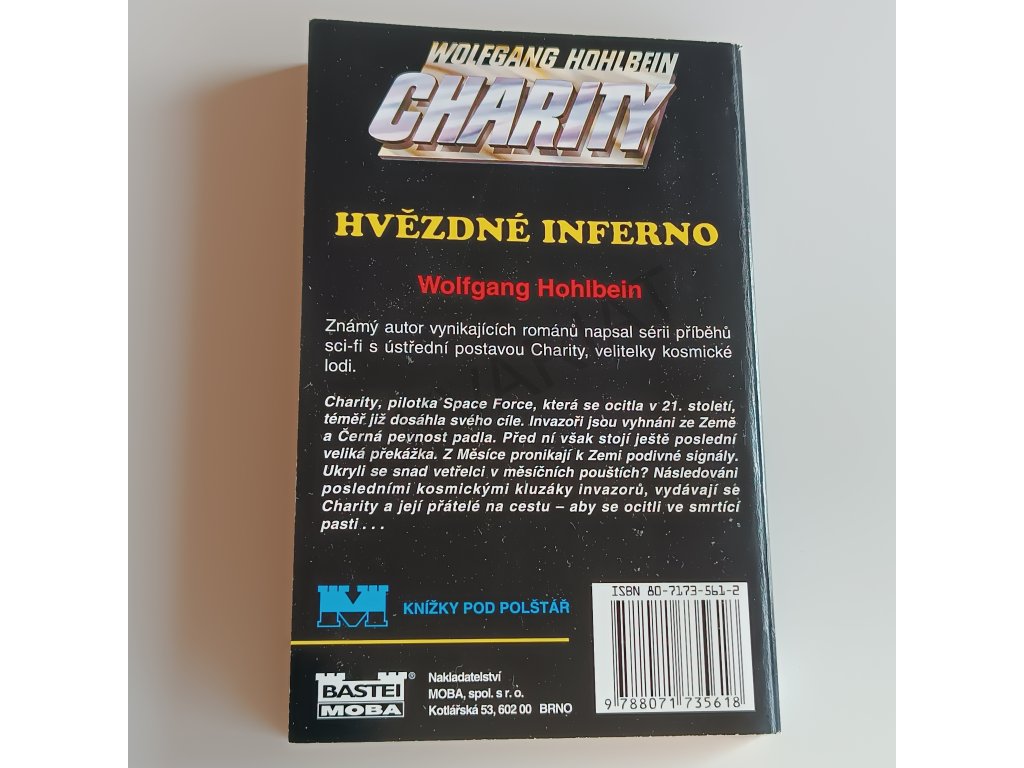 WOLFGANG HOHLBEIN
CHARITY
HVĚZDNÉ INFERNO
Wolfgang Hohlbein
Známý autor vynikajících románů napsal sérii příběhů
sci-fi s ústřední postavou Charity, velitelky kosmické
lodi.
Charity, pilotka Space Force, která se ocitla v 21. století,
téměř již dosáhla svého cíle. Invazoři jsou vyhnáni ze Země
a Černá pevnost padla. Před ní však stojí ještě poslední
veliká překážka. Z Měsíce pronikají k Zemi podivné signály.
Ukryli se snad vetřelci v měsíčních pouštích? Následováni
posledními kosmickými kluzáky invazorů, vydávají se
Charity a její přátelé na cestu – aby se ocitli ve smrtící
pasti . . .
M KNÍŽKY POD POLŠTÁŘ
ISBN 80-7173-561-2
9 788071 735618
BASTEI ®
MOBA
Nakladatelství
MOBA, spol. s r. o.
Kotlářská 53, 602 00 BRNO